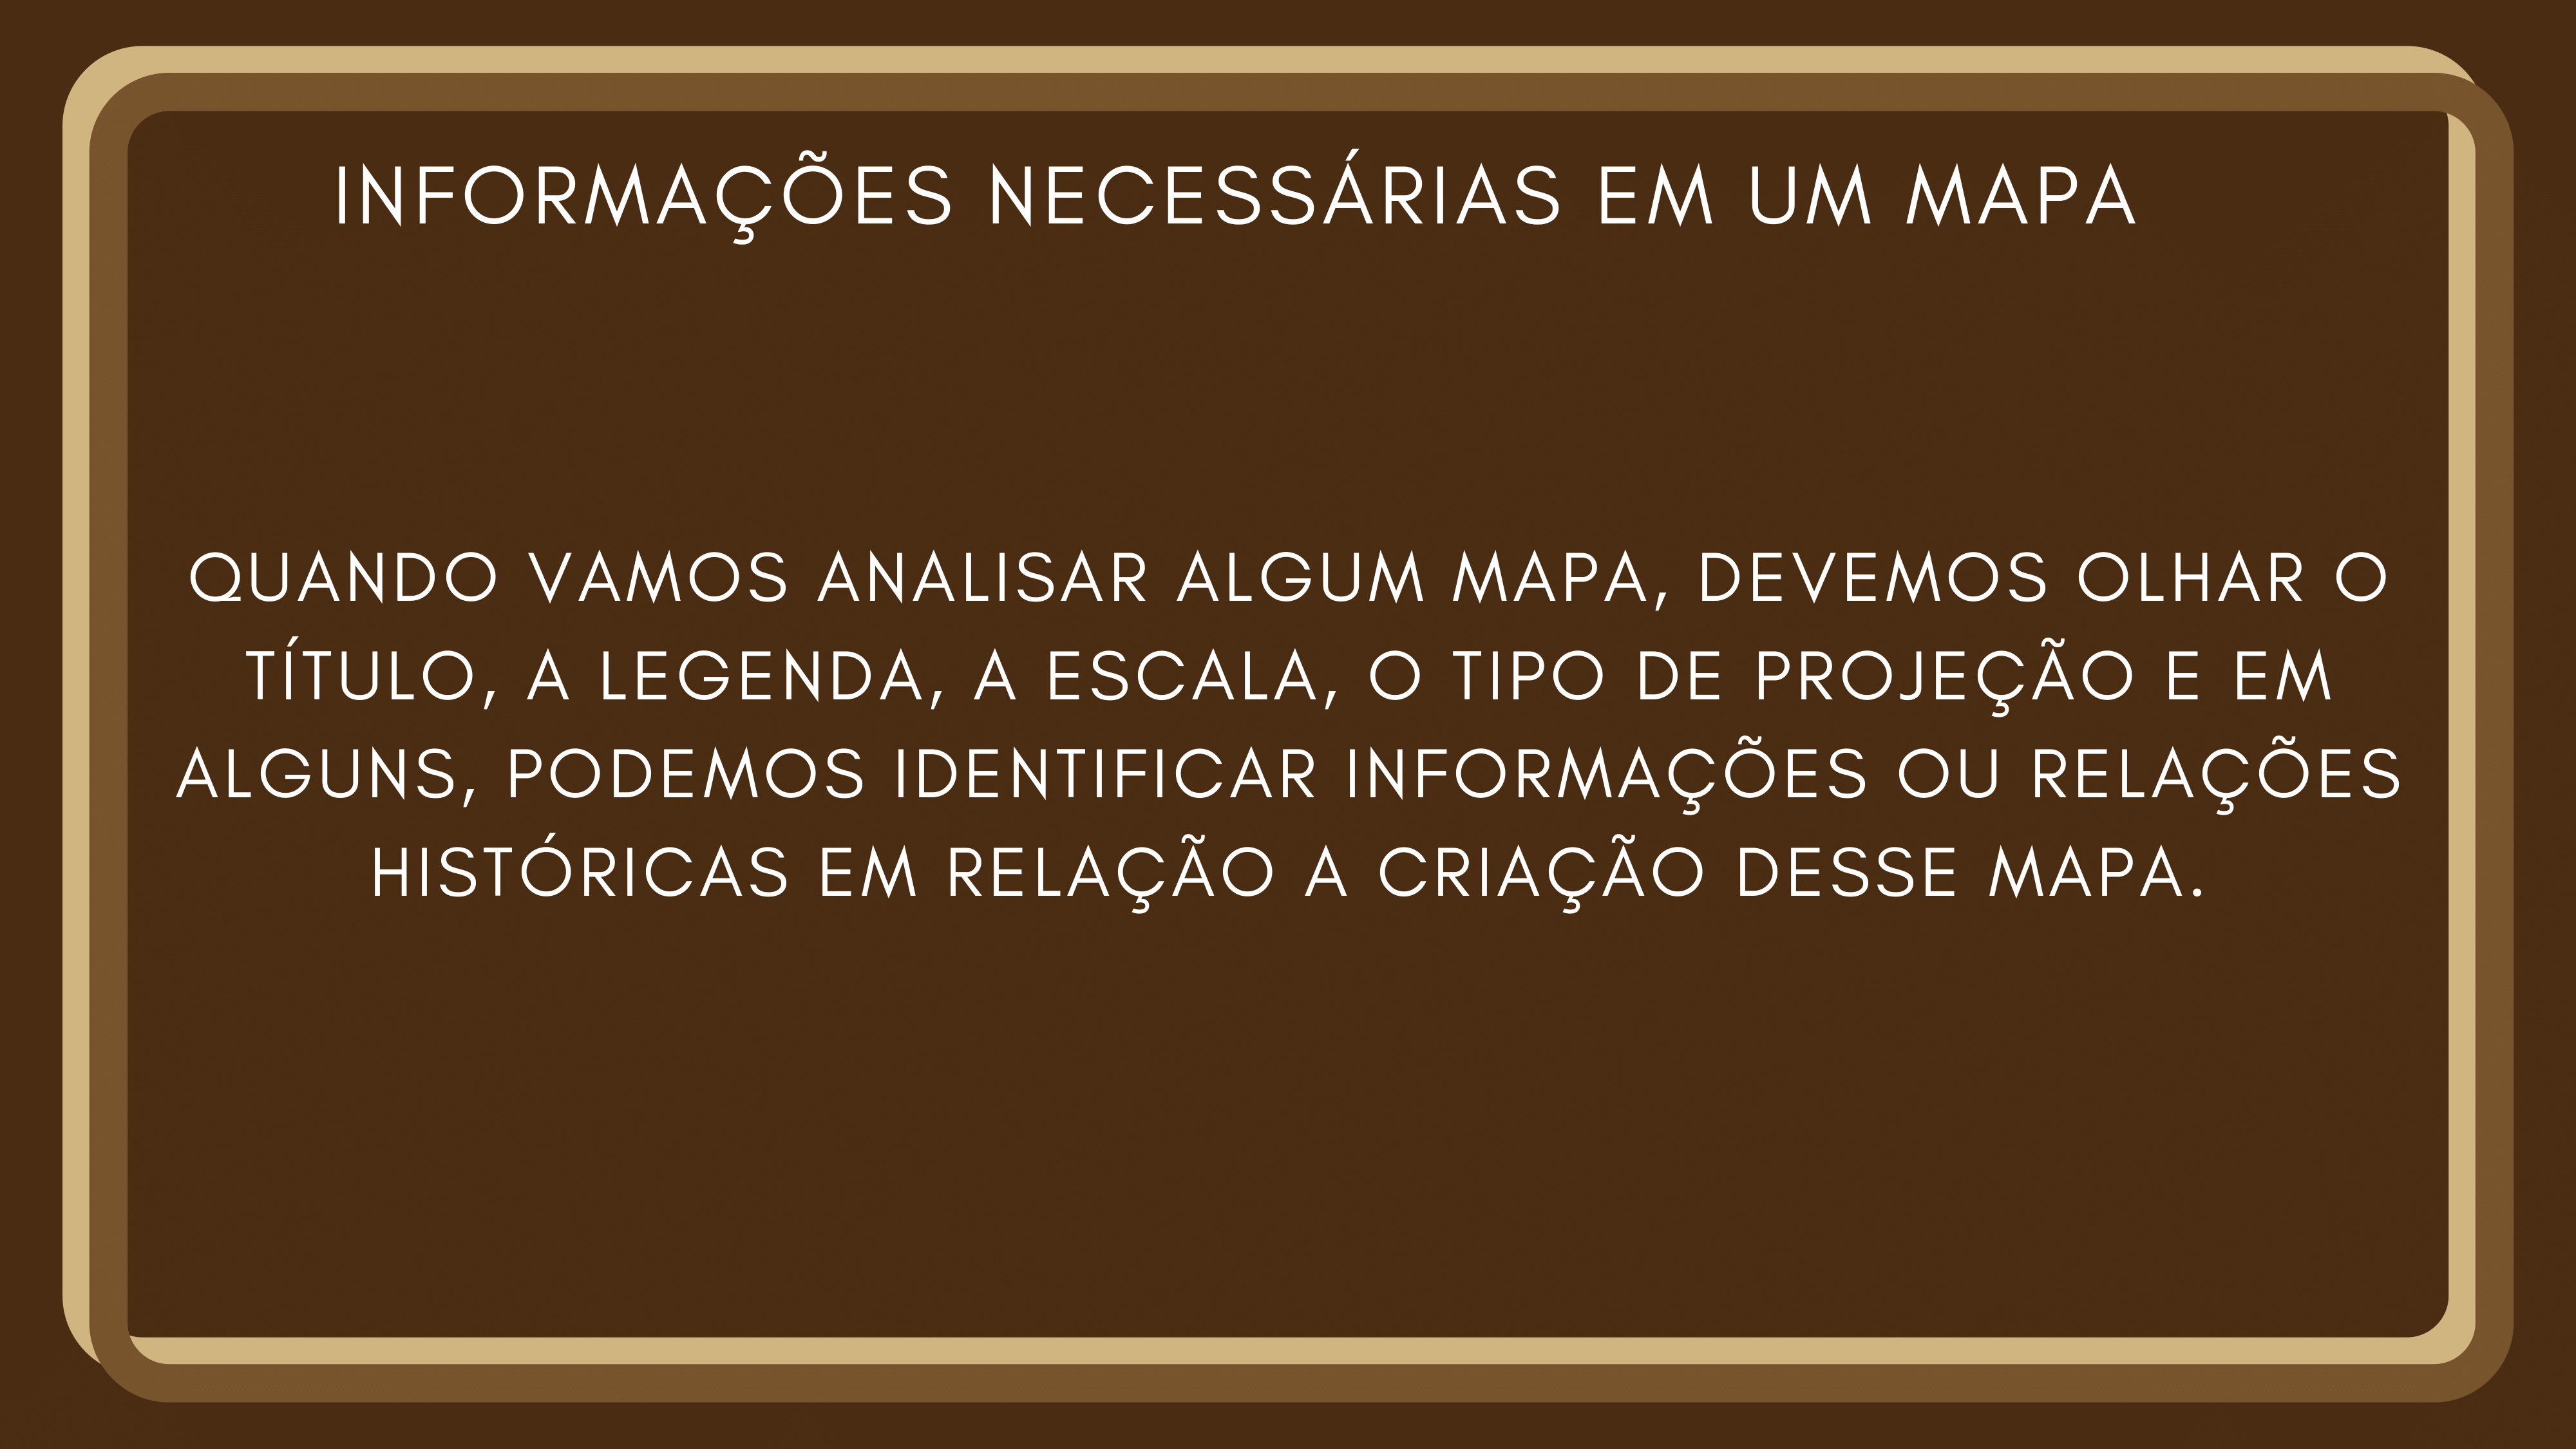 INFORMAÇÕES NECESSÁRIAS EM UM MAPA
QUANDO VAMOS ANALISAR ALGUM MAPA, DEVEMOS OLHAR O
TÍTULO, A LEGENDA, A ESCALA, O TIPO DE PROJEÇÃO E EM
ALGUNS, PODEMOS IDENTIFICAR INFORMAÇÕES OU RELAÇÕES
HISTÓRICAS EM RELAÇÃO A CRIAÇÃO DESSE MAPA.